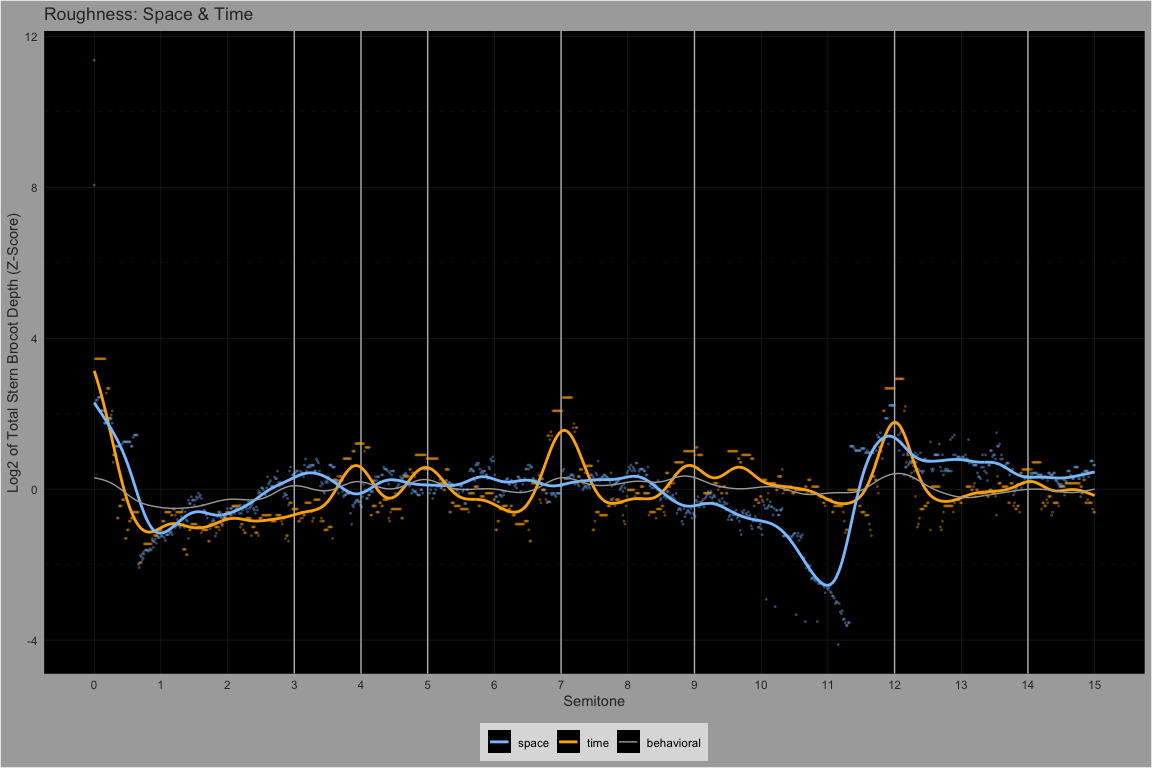 Roughness: Space & Time
Log2 of Total Stern Brocot Depth (Z-Score)
12
8
4
0
-4
0 1 2 3 4 5 6 7 8 9 10 11 12 13 14 15
Semitone
space time behavioral